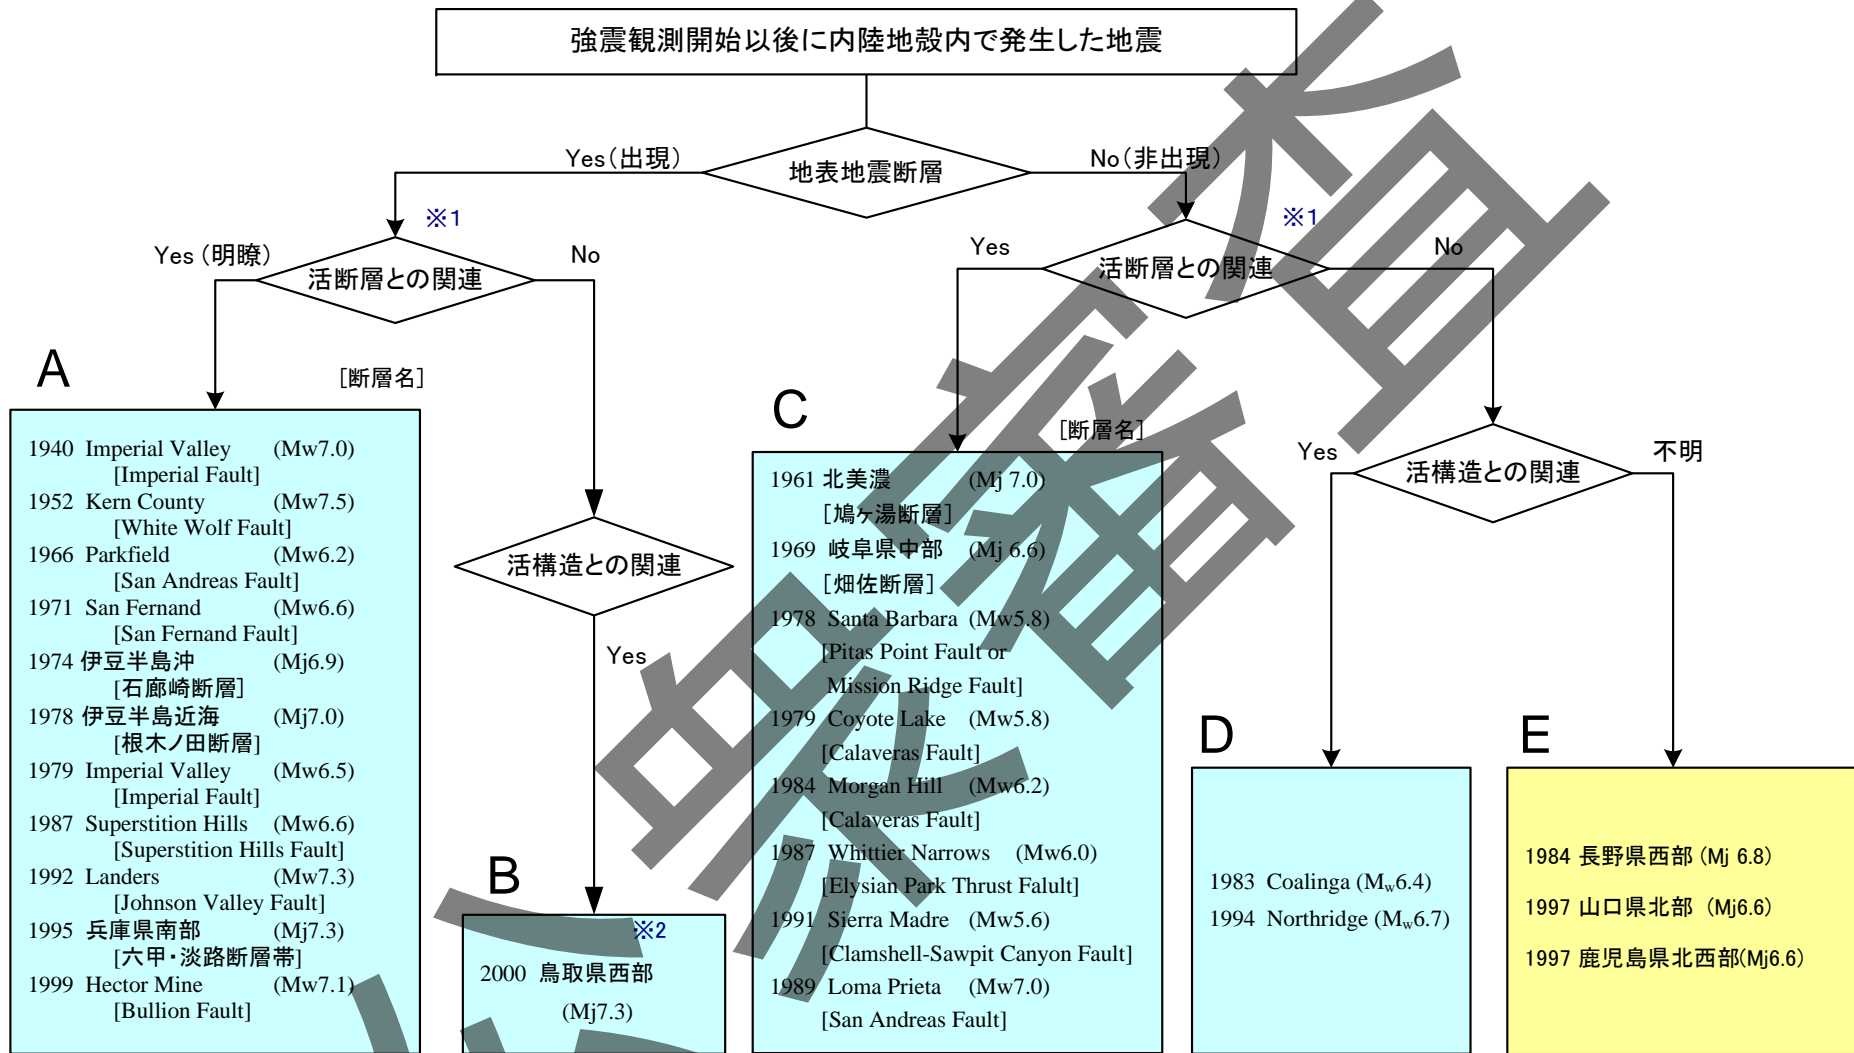 強震観測開始以後に内陸地殻内で発生した地震
地表地震断層
Yes(出現)
No(非出現)
※1
活断層との関連
Yes(明瞭)
No
※1
活断層との関連
Yes
No
A
[断層名]
1940 Imperial Valley (Mw7.0)
[Imperial Fault]
1952 Kern County (Mw7.5)
[White Wolf Fault]
1966 Parkfield (Mw6.2)
[San Andreas Fault]
1971 San Fernand (Mw6.6)
[San Fernand Fault]
1974 伊豆半島沖 (Mj6.9)
[石廊崎断層]
1978 伊豆半島近海 (Mj7.0)
[根木ノ田断層]
1979 Imperial Valley (Mw6.5)
[Imperial Fault]
1987 Superstition Hills (Mw6.6)
[Superstition Hills Fault]
1992 Landers (Mw7.3)
[Johnson Valley Fault]
1995 兵庫県南部 (Mj7.3)
[六甲・淡路断層帯]
1999 Hector Mine (Mw7.1)
[Bullion Fault]
活構造との関連
Yes
B
※2
2000 鳥取県西部
(Mj7.3)
C
[断層名]
1961 北美濃 (Mj 7.0)
[鳩ヶ湯断層]
1969 岐阜県中部 (Mj 6.6)
[畑佐断層]
1978 Santa Barbara (Mw5.8)
[Pitas Point Fault or
Mission Ridge Fault]
1979 Coyote Lake (Mw5.8)
[Calaveras Fault]
1984 Morgan Hill (Mw6.2)
[Calaveras Fault]
1987 Whittier Narrows (Mw6.0)
[Elysian Park Thrust Falult]
1991 Sierra Madre (Mw5.6)
[Clamshell-Sawpit Canyon Fault]
1989 Loma Prieta (Mw7.0)
[San Andreas Fault]
活構造との関連
Yes
不明
D
1983 Coalinga (Mw6.4)
1994 Northridge (Mw6.7)
E
1984 長野県西部 (Mj 6.8)
1997 山口県北部 (Mj6.6)
1997 鹿児島県北西部(Mj6.6)